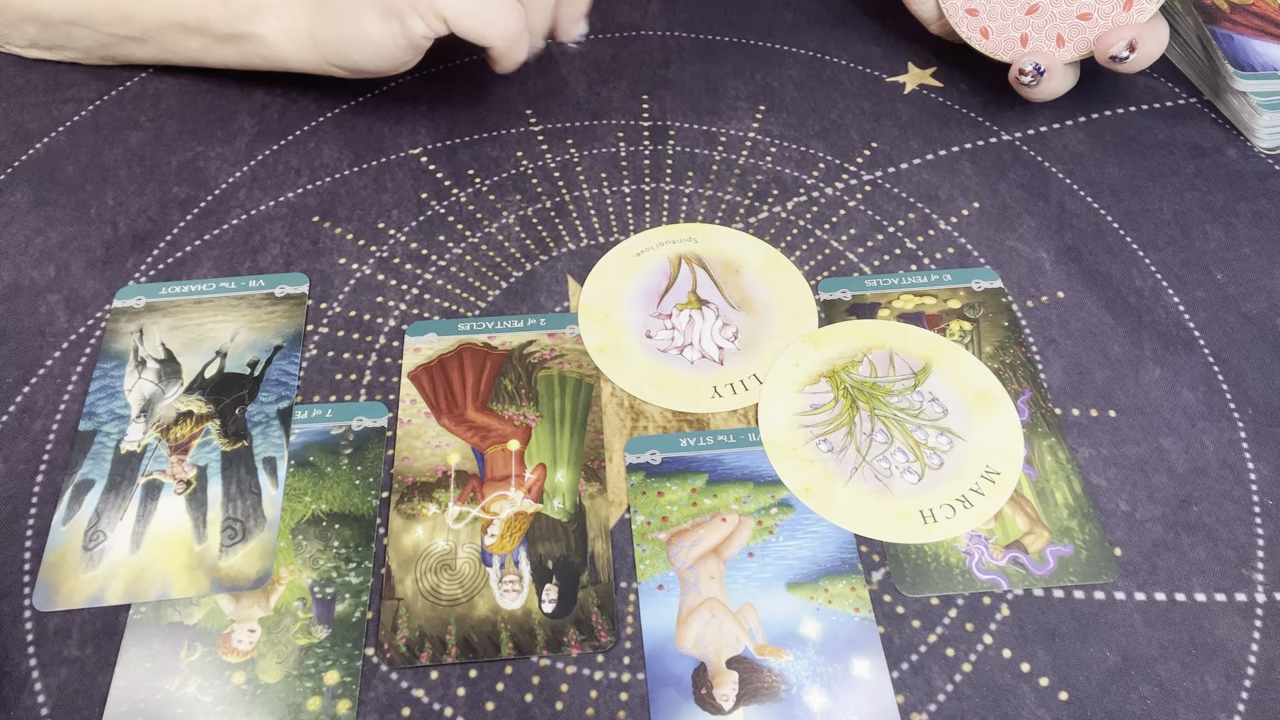 Spiritual love.
LILY
10 of PENTACLES
VII - The CHARIOT
2 of PENTACLES
MARCH
7 of PE
VII - The STAR